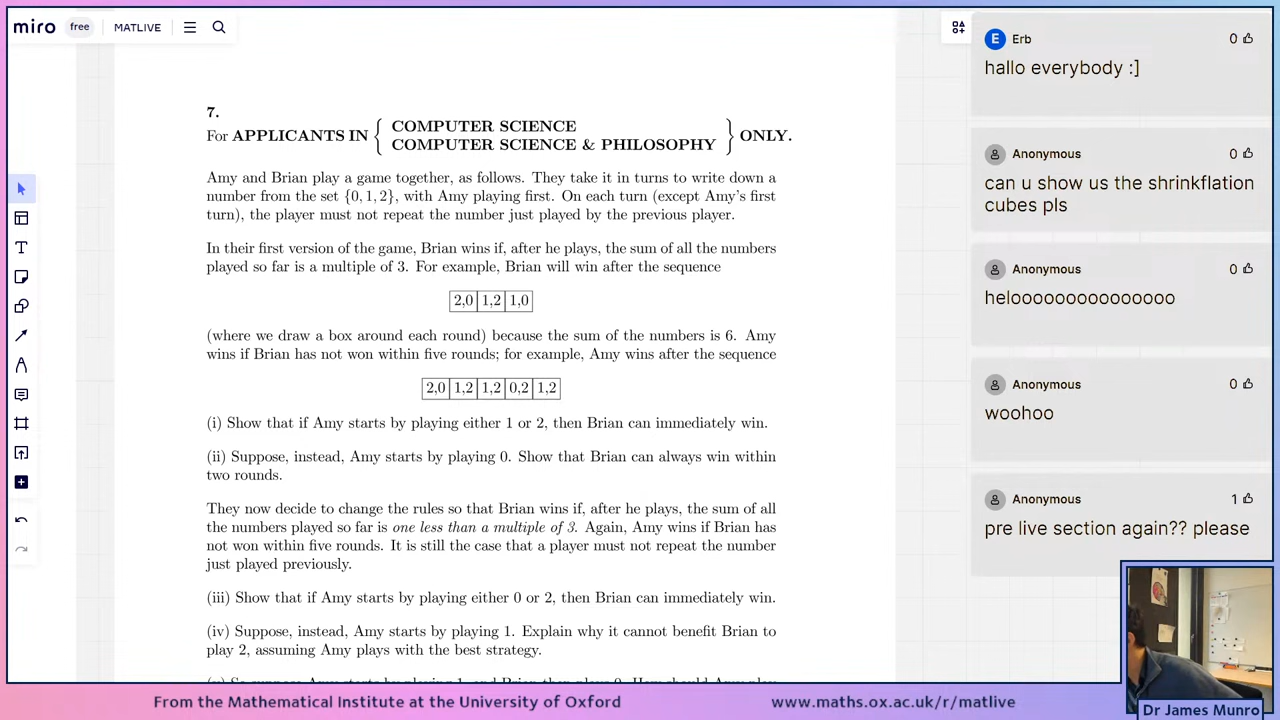 miro free MATLIVE
7.
For APPLICANTS IN { COMPUTER SCIENCE
COMPUTER SCIENCE & PHILOSOPHY } ONLY.
Amy and Brian play a game together, as follows. They take it in turns to write down a
number from the set {0, 1, 2}, with Amy playing first. On each turn (except Amy's first
turn), the player must not repeat the number just played by the previous player.
In their first version of the game, Brian wins if, after he plays, the sum of all the numbers
played so far is a multiple of 3. For example, Brian will win after the sequence
2,0 1,2 1,0
(where we draw a box around each round) because the sum of the numbers is 6. Amy
wins if Brian has not won within five rounds; for example, Amy wins after the sequence
2,0 1,2 1,2 0,2 1,2
(i) Show that if Amy starts by playing either 1 or 2, then Brian can immediately win.
(ii) Suppose, instead, Amy starts by playing 0. Show that Brian can always win within
two rounds.
They now decide to change the rules so that Brian wins if, after he plays, the sum of all
the numbers played so far is one less than a multiple of 3. Again, Amy wins if Brian has
not won within five rounds. It is still the case that a player must not repeat the number
just played previously.
(iii) Show that if Amy starts by playing either 0 or 2, then Brian can immediately win.
(iv) Suppose, instead, Amy starts by playing 1. Explain why it cannot benefit Brian to
play 2, assuming Amy plays with the best strategy.
E Erb 0
hallo everybody :]
Anonymous 0
can u show us the shrinkflation
cubes pls
Anonymous 0
helooooooooooooooo
Anonymous 0
woohoo
Anonymous 1
pre live section again?? please
From the Mathematical Institute at the University of Oxford
www.maths.ox.ac.uk/r/matlive
Dr James Munro